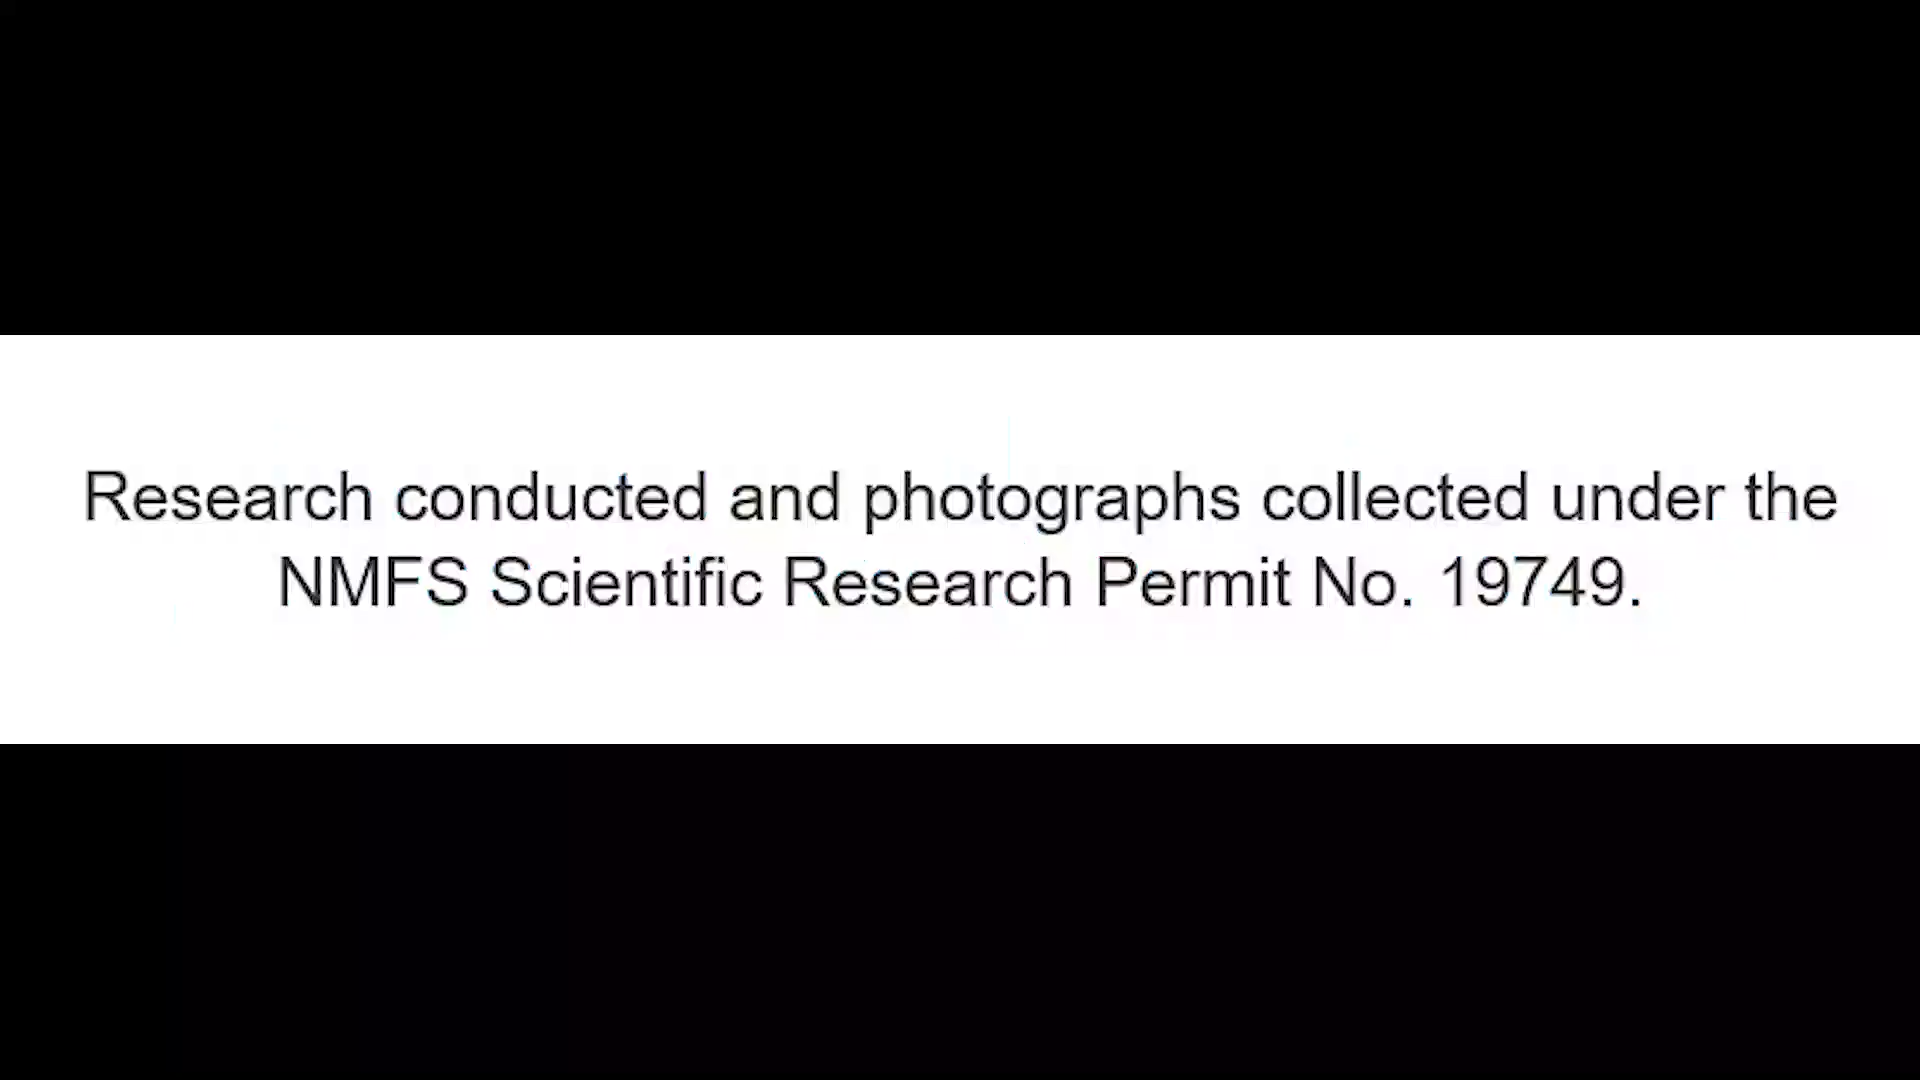 Research conducted and photographs collected under the
NMFS Scientific Research Permit No. 19749.